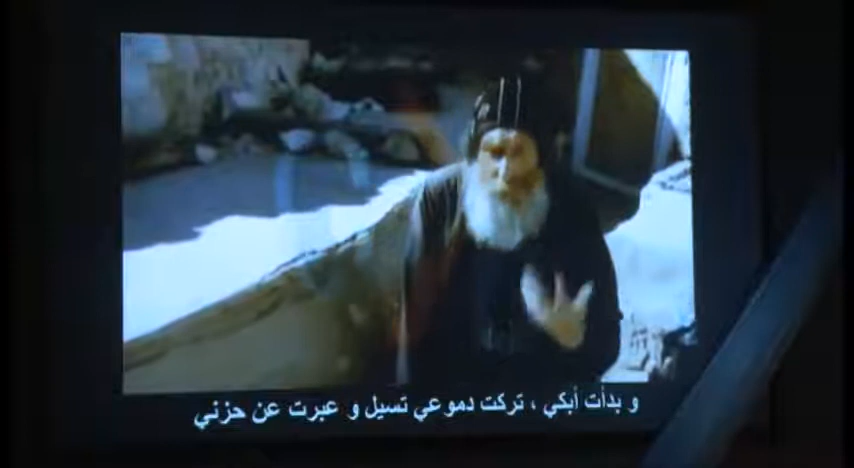 و بدأت أبكي ، تركت دموعي تسيل و عبرت عن حزني